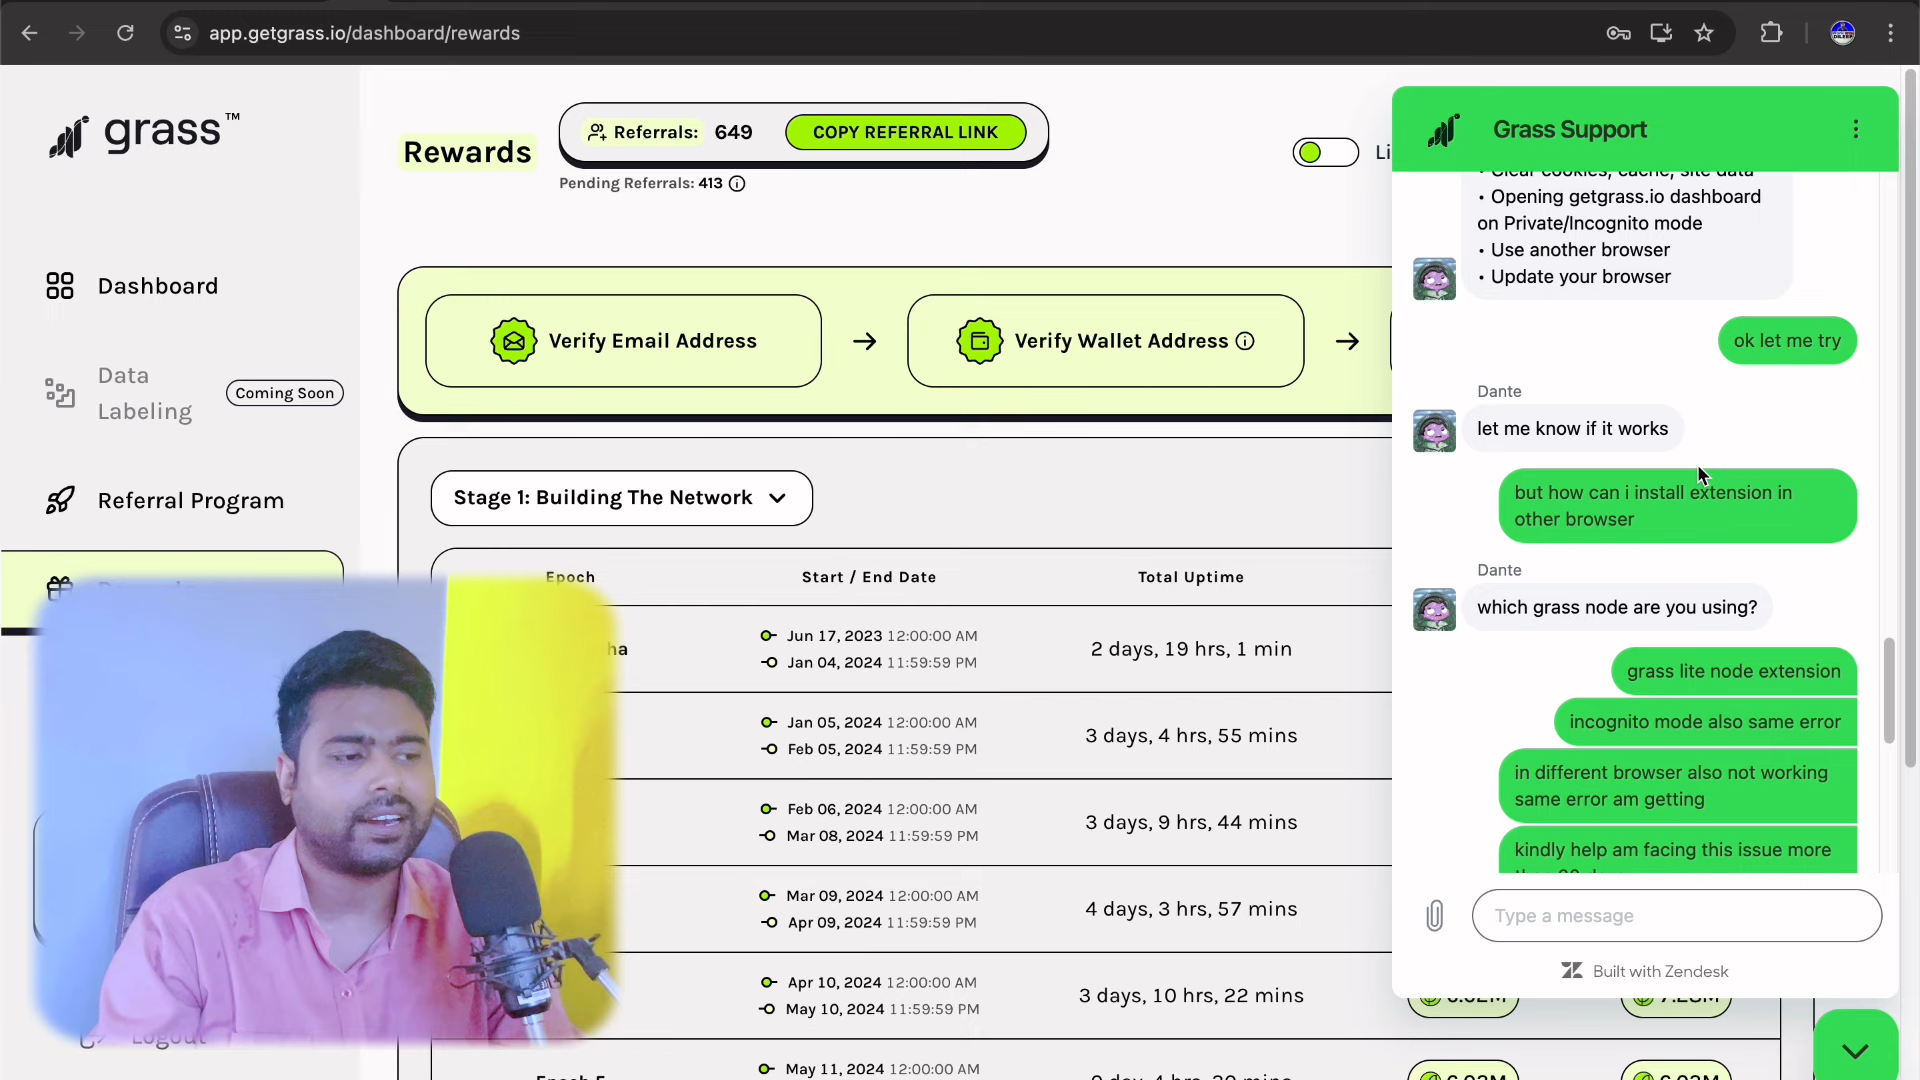 app.getgrass.io/dashboard/rewards
grass™
Dashboard
Data
Labeling
Coming Soon
Referral Program
Logout
Rewards
Referrals: 649
COPY REFERRAL LINK
Pending Referrals: 413
Li
Verify Email Address
Verify Wallet Address
Stage 1: Building The Network
Epoch
Start / End Date
Total Uptime
ha
Jun 17, 2023 12:00:00 AM
Jan 04, 2024 11:59:59 PM
2 days, 19 hrs, 1 min
Jan 05, 2024 12:00:00 AM
Feb 05, 2024 11:59:59 PM
3 days, 4 hrs, 55 mins
Feb 06, 2024 12:00:00 AM
Mar 08, 2024 11:59:59 PM
3 days, 9 hrs, 44 mins
Mar 09, 2024 12:00:00 AM
Apr 09, 2024 11:59:59 PM
4 days, 3 hrs, 57 mins
Apr 10, 2024 12:00:00 AM
May 10, 2024 11:59:59 PM
3 days, 10 hrs, 22 mins
May 11, 2024 12:00:00 AM
Grass Support
• Clear cookies, cache, site data
• Opening getgrass.io dashboard
on Private/Incognito mode
• Use another browser
• Update your browser
ok let me try
Dante
let me know if it works
but how can i install extension in
other browser
Dante
which grass node are you using?
grass lite node extension
incognito mode also same error
in different browser also not working
same error am getting
kindly help am facing this issue more
Type a message
Built with Zendesk